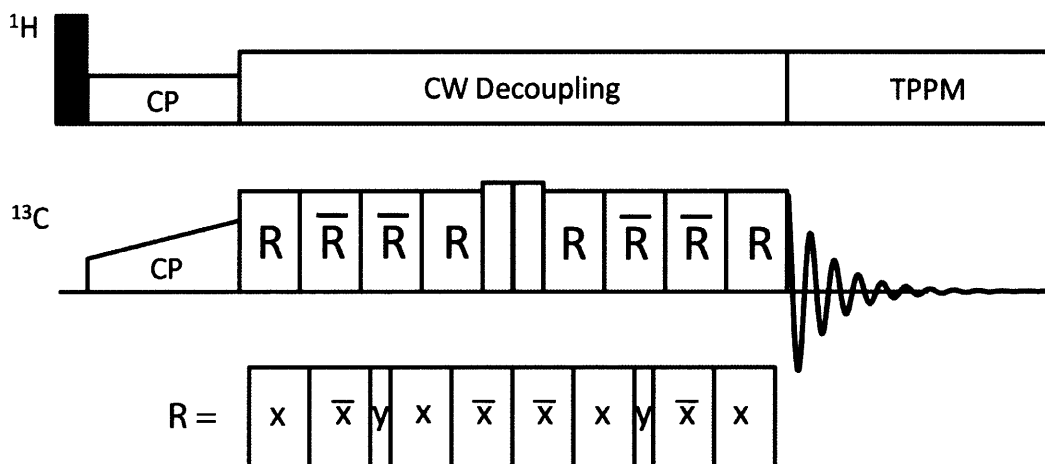 ¹H
CP CW Decoupling TPPM
¹³C
CP R R̅ R̅ R R R̅ R̅ R
R = x x̅ y x x̅ x̅ x y x̅ x